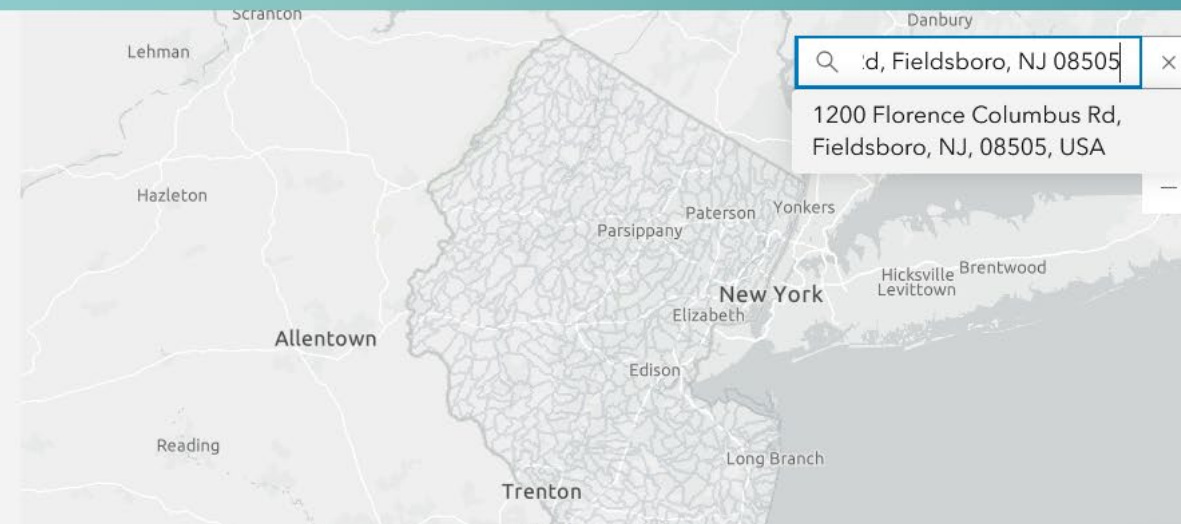 Scranton
Danbury
Lehman
d, Fieldsboro, NJ 08505
1200 Florence Columbus Rd,
Fieldsboro, NJ, 08505, USA
Hazleton
Paterson
Yonkers
Parsippany
Hicksville
Brentwood
Levittown
New York
Elizabeth
Allentown
Edison
Reading
Long Branch
Trenton